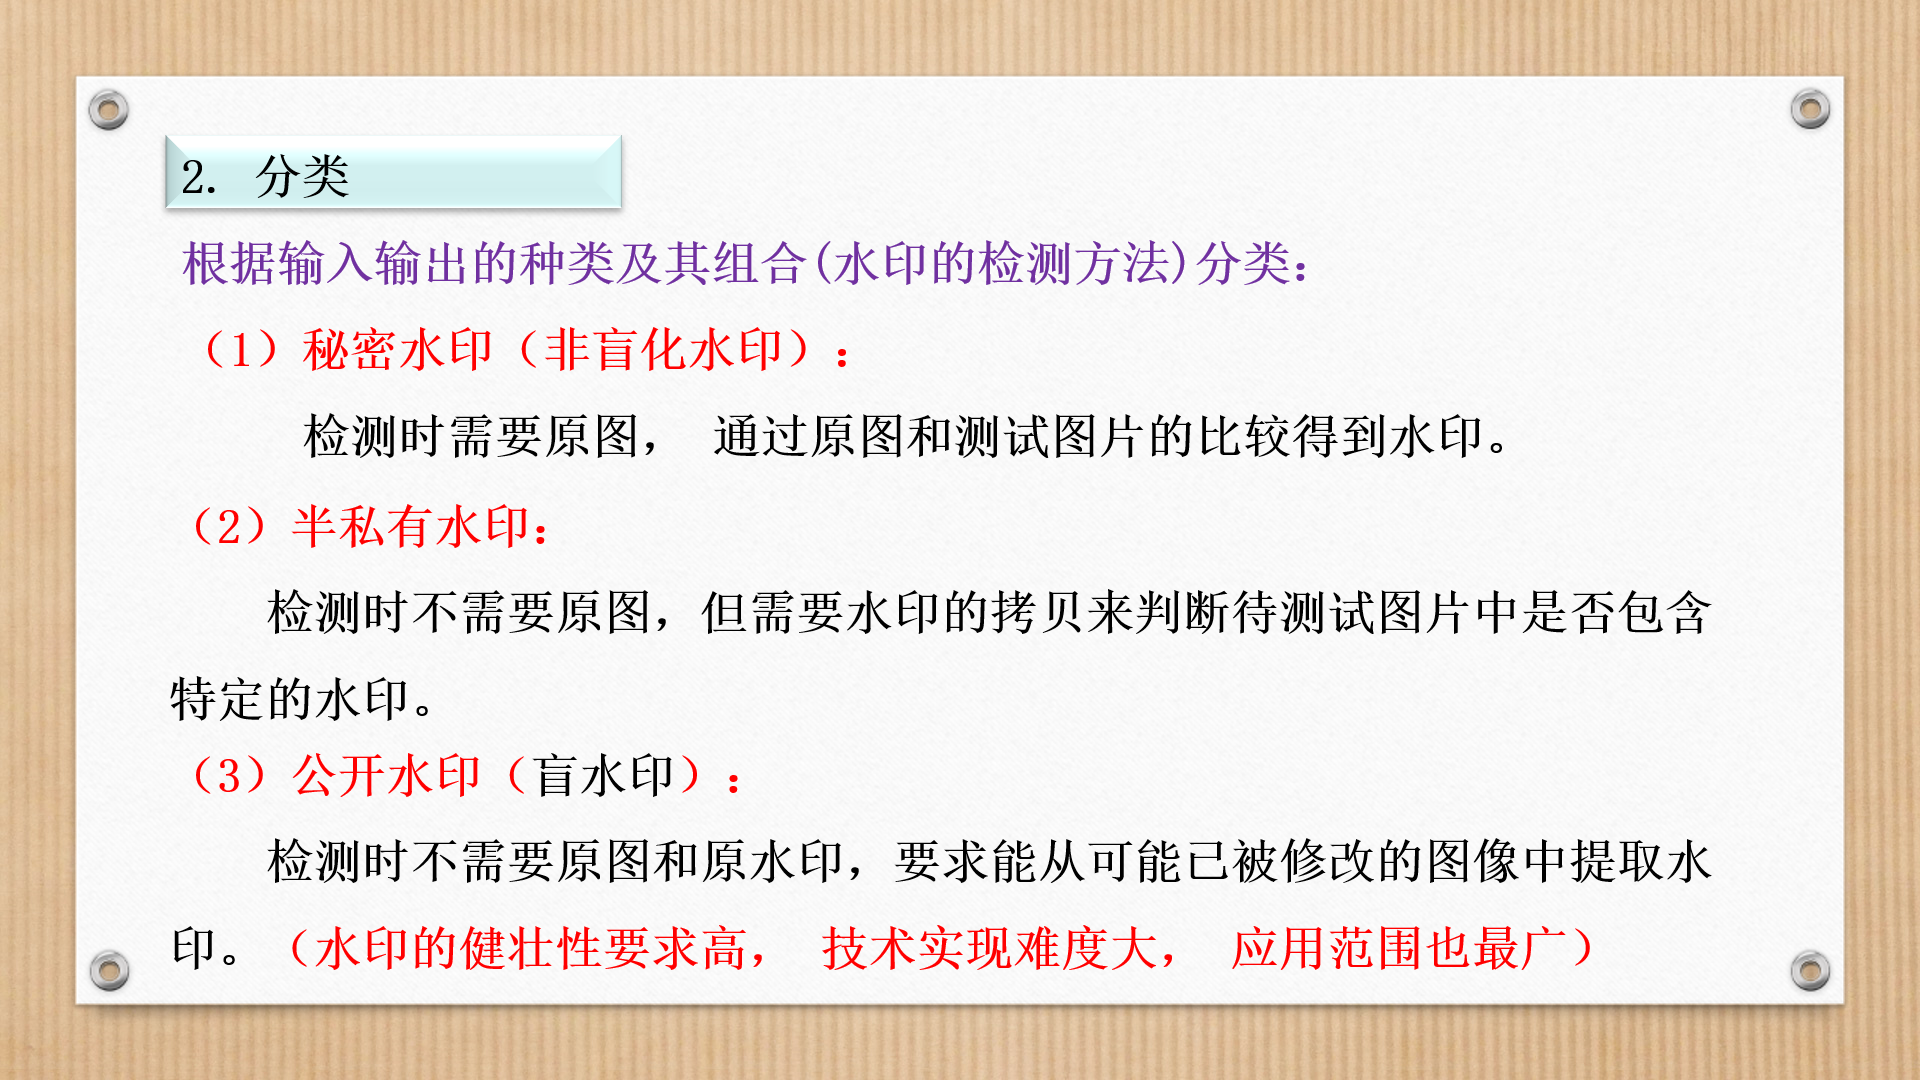 2. 分类
根据输入输出的种类及其组合(水印的检测方法)分类：
（1）秘密水印（非盲化水印）：
检测时需要原图， 通过原图和测试图片的比较得到水印。
（2）半私有水印：
检测时不需要原图，但需要水印的拷贝来判断待测试图片中是否包含
特定的水印。
（3）公开水印（盲水印）：
检测时不需要原图和原水印，要求能从可能已被修改的图像中提取水
印。（水印的健壮性要求高， 技术实现难度大， 应用范围也最广）